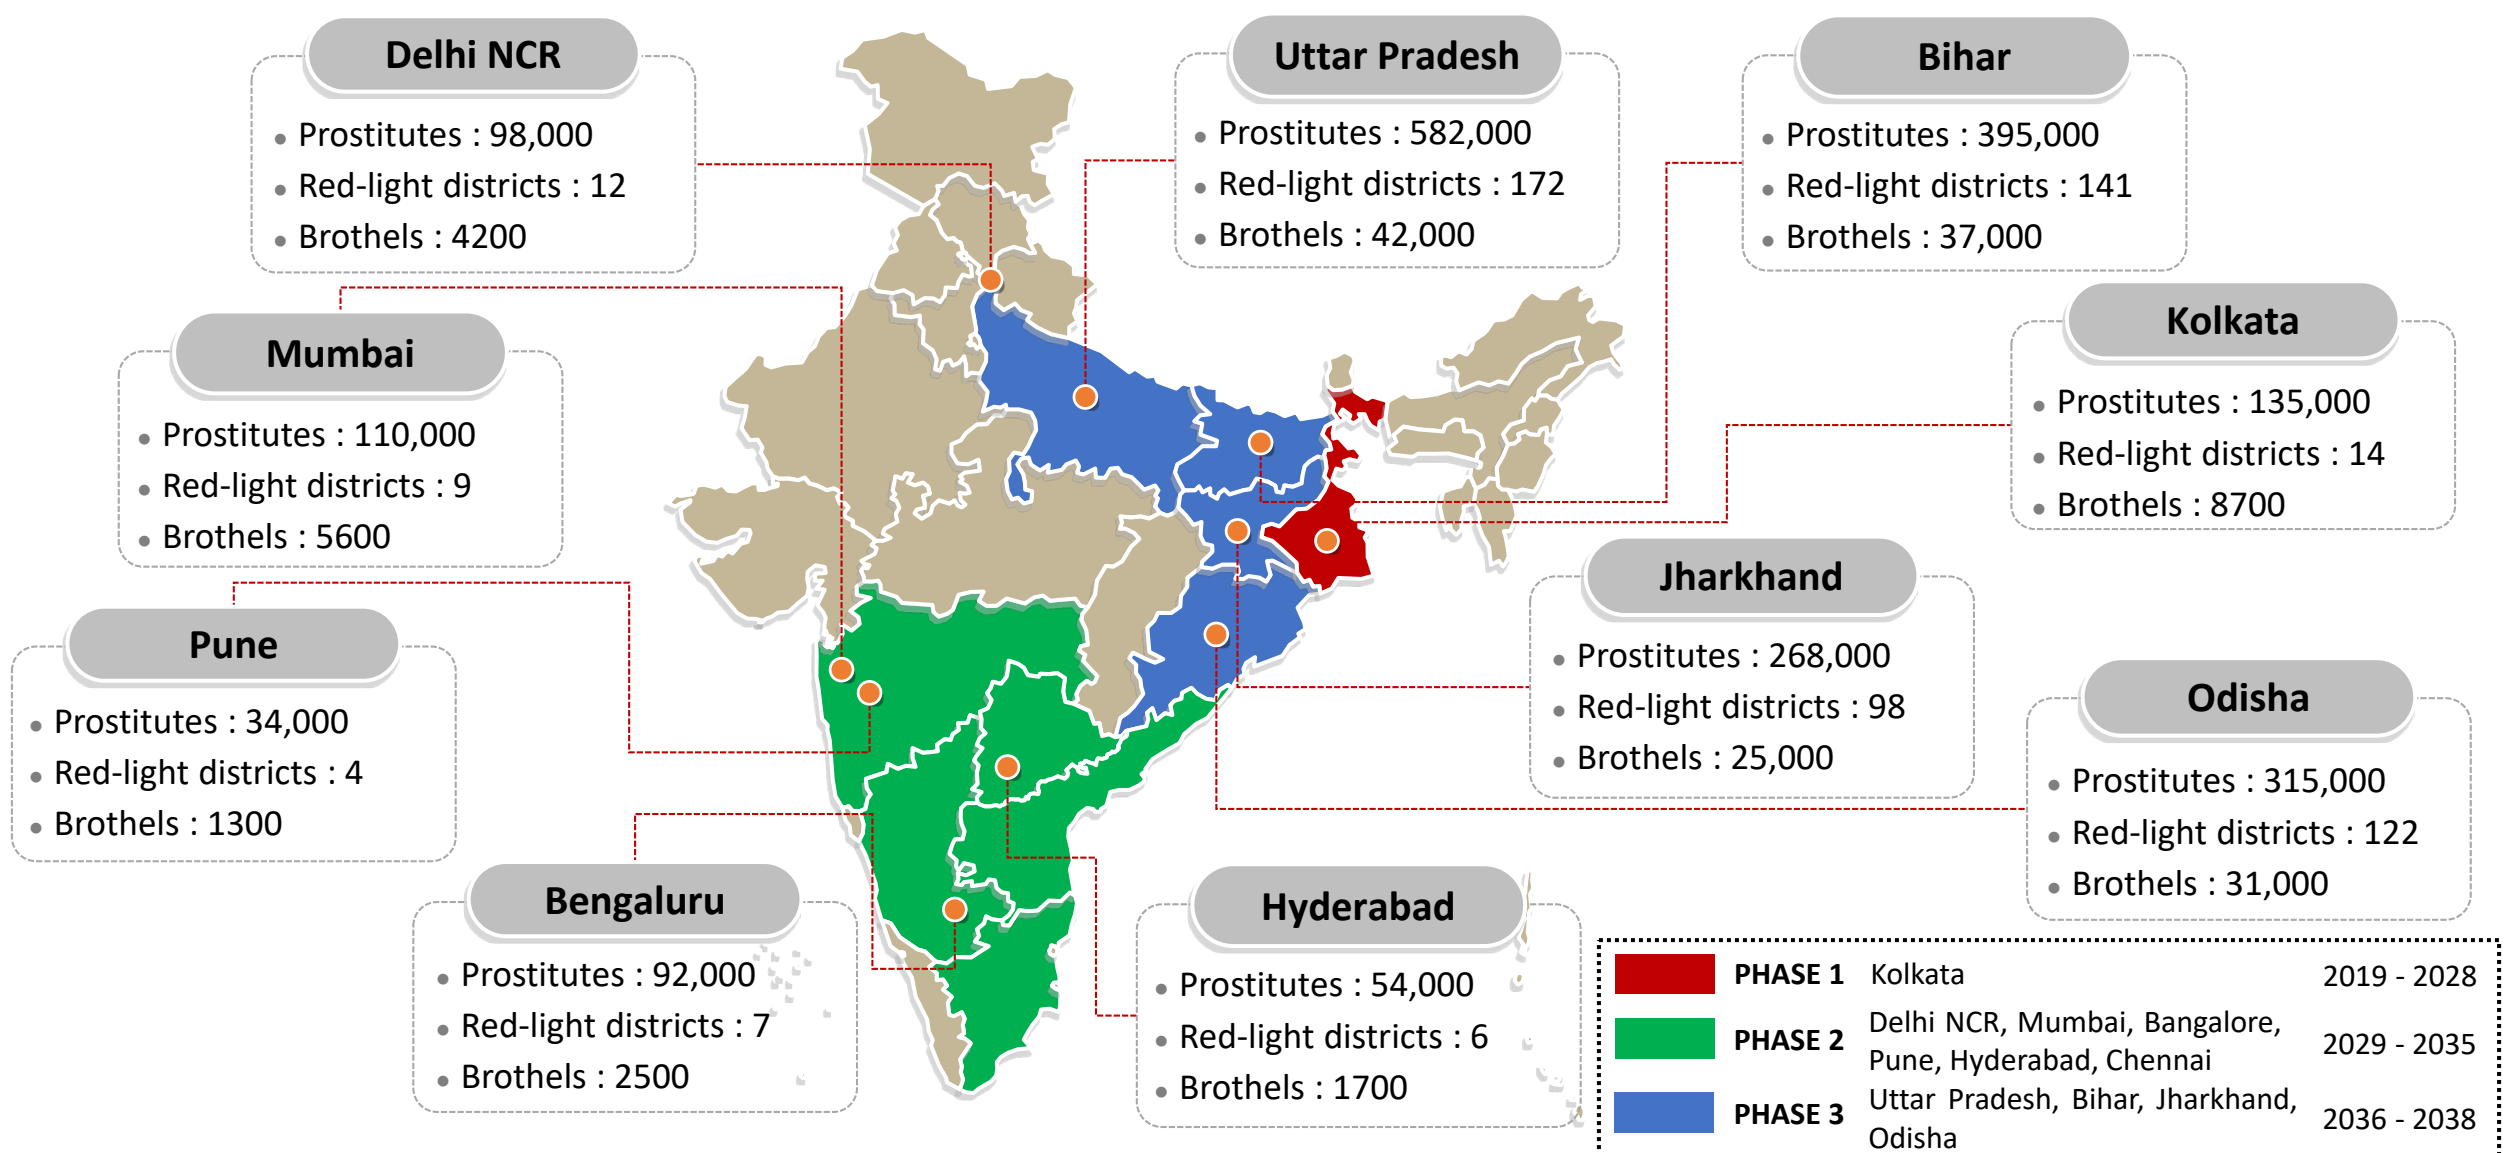 Delhi NCR
Prostitutes : 98,000
Red-light districts : 12
Brothels : 4200
Uttar Pradesh
Prostitutes : 582,000
Red-light districts : 172
Brothels : 42,000
Bihar
Prostitutes : 395,000
Red-light districts : 141
Brothels : 37,000
Mumbai
Prostitutes : 110,000
Red-light districts : 9
Brothels : 5600
Kolkata
Prostitutes : 135,000
Red-light districts : 14
Brothels : 8700
Pune
Prostitutes : 34,000
Red-light districts : 4
Brothels : 1300
Jharkhand
Prostitutes : 268,000
Red-light districts : 98
Brothels : 25,000
Odisha
Prostitutes : 315,000
Red-light districts : 122
Brothels : 31,000
Bengaluru
Prostitutes : 92,000
Red-light districts : 7
Brothels : 2500
Hyderabad
Prostitutes : 54,000
Red-light districts : 6
Brothels : 1700
PHASE 1 Kolkata 2019 - 2028
PHASE 2 Delhi NCR, Mumbai, Bangalore, 2029 - 2035
Pune, Hyderabad, Chennai
PHASE 3 Uttar Pradesh, Bihar, Jharkhand, 2036 - 2038
Odisha